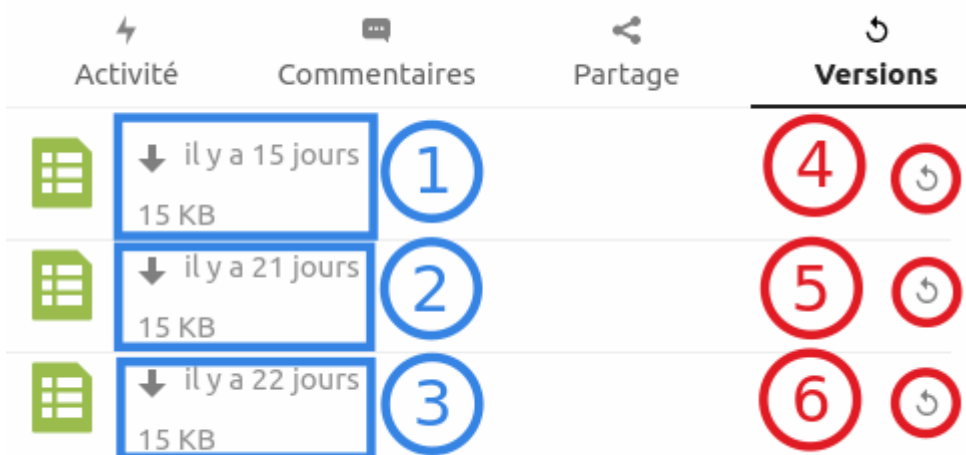 Activité Commentaires Partage Versions
il y a 15 jours 1 4
15 KB
il y a 21 jours 2 5
15 KB
il y a 22 jours 3 6
15 KB